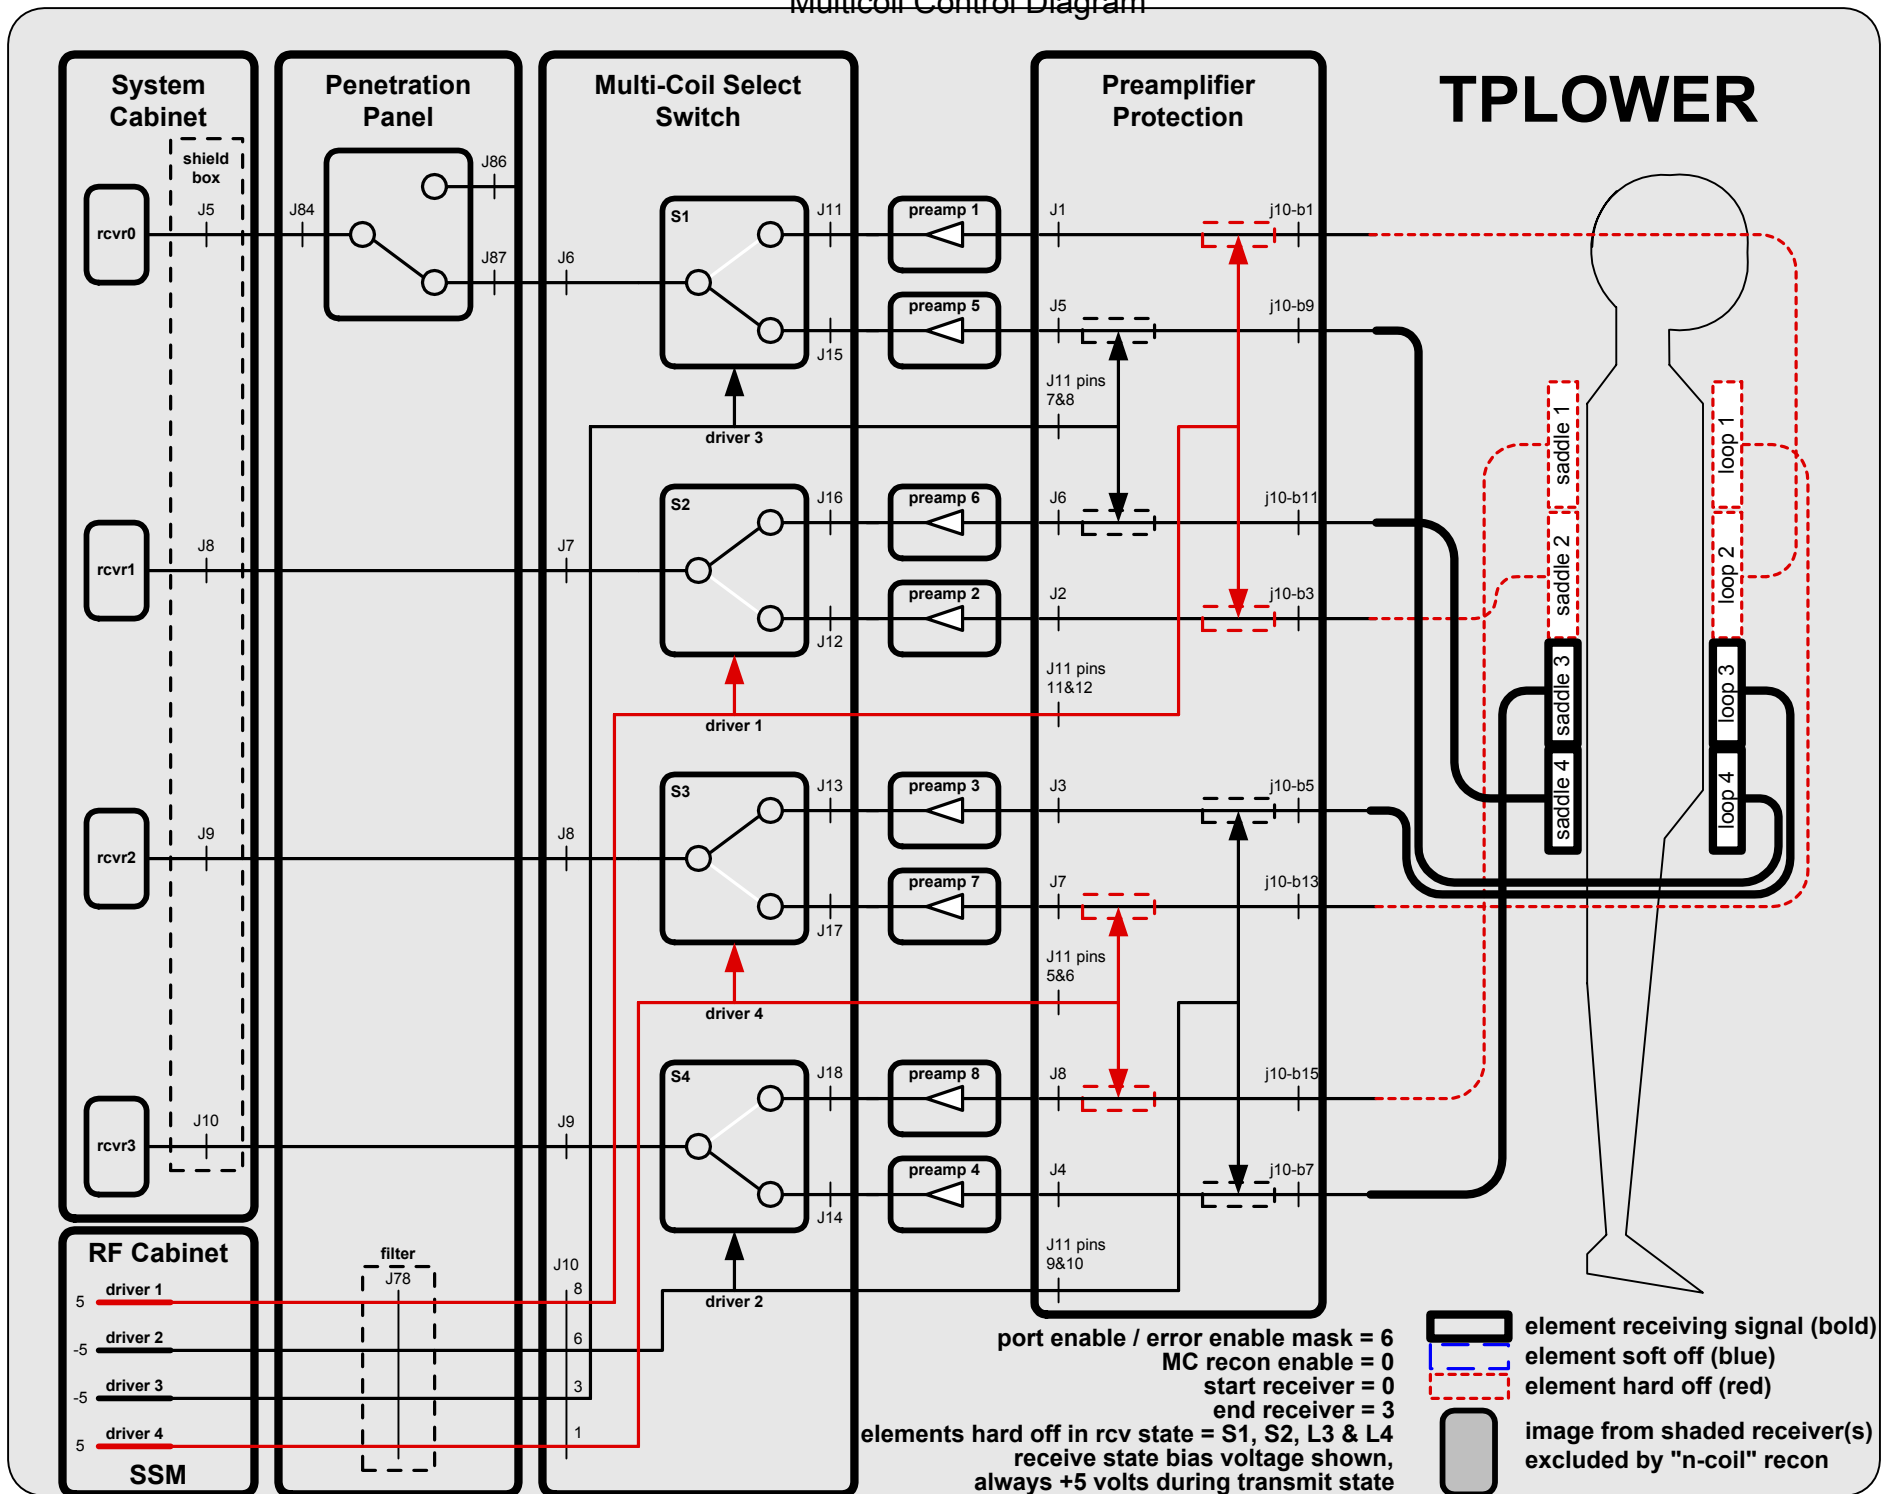 Multicoil Control Diagram
System
Cabinet
Penetration
Panel
Multi-Coil Select
Switch
Preamplifier
Protection
TPLOWER
shield
box
rcvr0
J5
J84
J86
J87
J6
S1
J11
J15
preamp 1
preamp 5
J1
J5
j10-b1
j10-b9
J11 pins
7&8
driver 3
rcvr1
J8
J7
S2
J16
J12
preamp 6
preamp 2
J6
J2
j10-b11
j10-b3
J11 pins
11&12
driver 1
rcvr2
J9
J8
S3
J13
J17
preamp 3
preamp 7
J3
J7
j10-b5
j10-b13
J11 pins
5&6
driver 4
rcvr3
J10
J9
S4
J18
J14
preamp 8
preamp 4
J8
J4
j10-b15
j10-b7
J11 pins
9&10
driver 2
saddle 1
saddle 2
saddle 3
saddle 4
loop 1
loop 2
loop 3
loop 4
RF Cabinet
filter
J78
J10
5
driver 1
8
-5
driver 2
6
-5
driver 3
3
5
driver 4
1
SSM
port enable / error enable mask = 6
MC recon enable = 0
start receiver = 0
end receiver = 3
elements hard off in rcv state = S1, S2, L3 & L4
receive state bias voltage shown,
always +5 volts during transmit state
element receiving signal (bold)
element soft off (blue)
element hard off (red)
image from shaded receiver(s)
excluded by "n-coil" recon